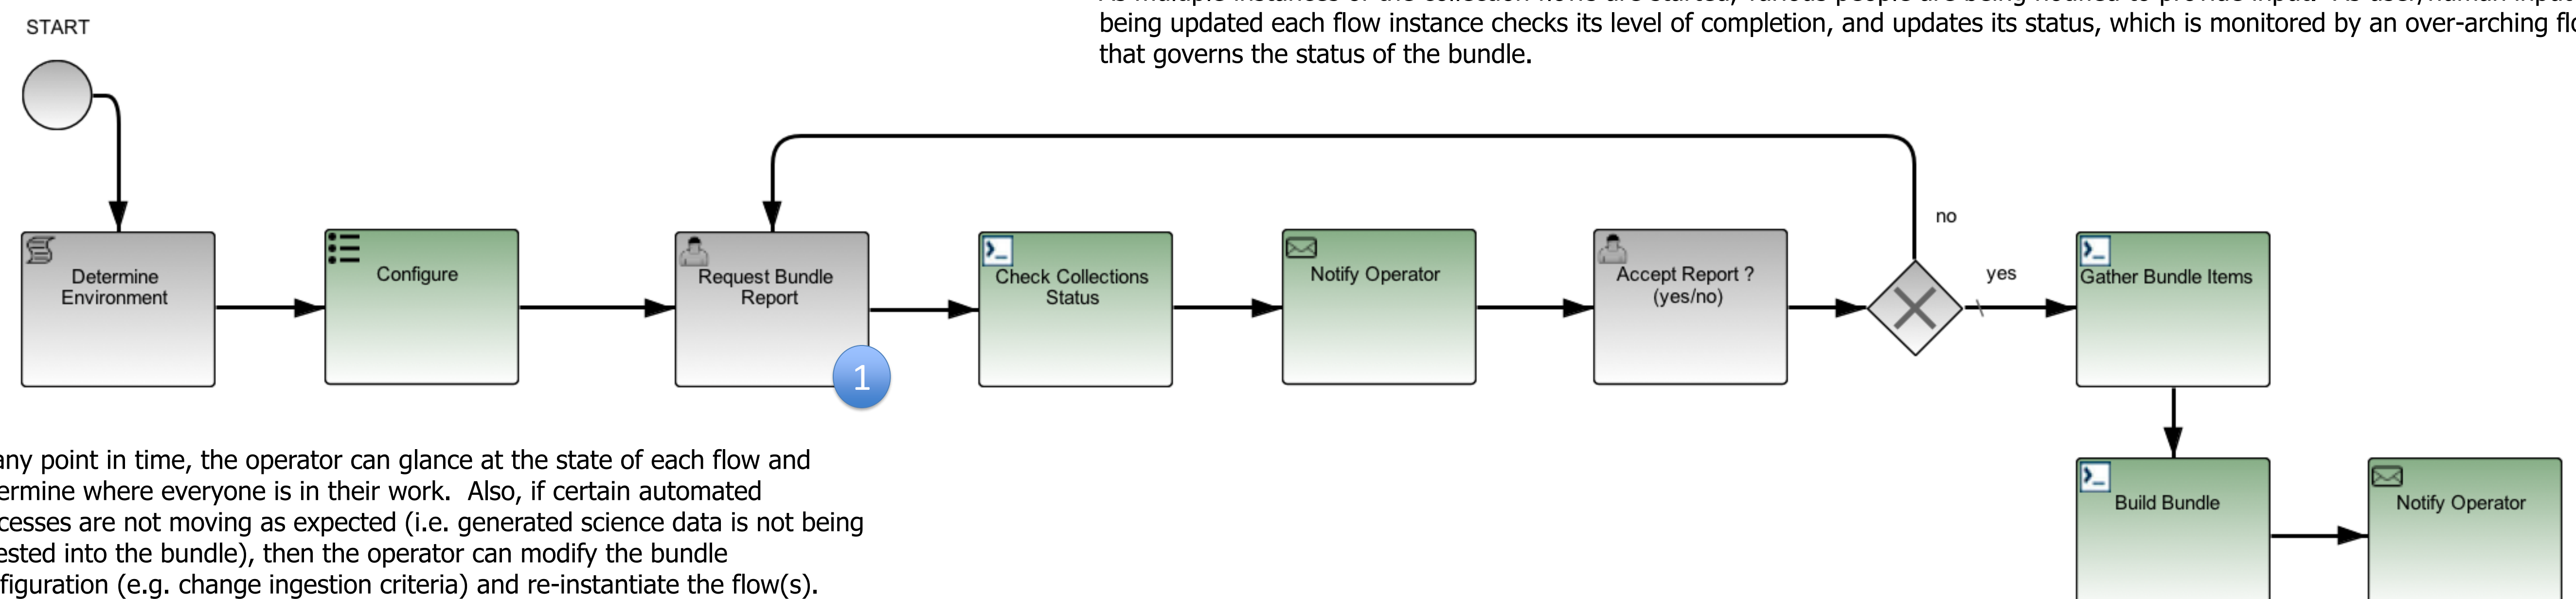 START
being updated each flow instance checks its level of completion, and updates its status, which is monitored by an over-arching
that governs the status of the bundle.
no
yes
Determine
Environment
Configure
Request Bundle
Report
1
Check Collections
Status
Notify Operator
Accept Report ?
(yes/no)
Gather Bundle Items
any point in time, the operator can glance at the state of each flow and
where everyone is in their work. Also, if certain automated
are not moving as expected (i.e. generated science data is not being
into the bundle), then the operator can modify the bundle
(e.g. change ingestion criteria) and re-instantiate the flow(s).
Build Bundle
Notify Operator